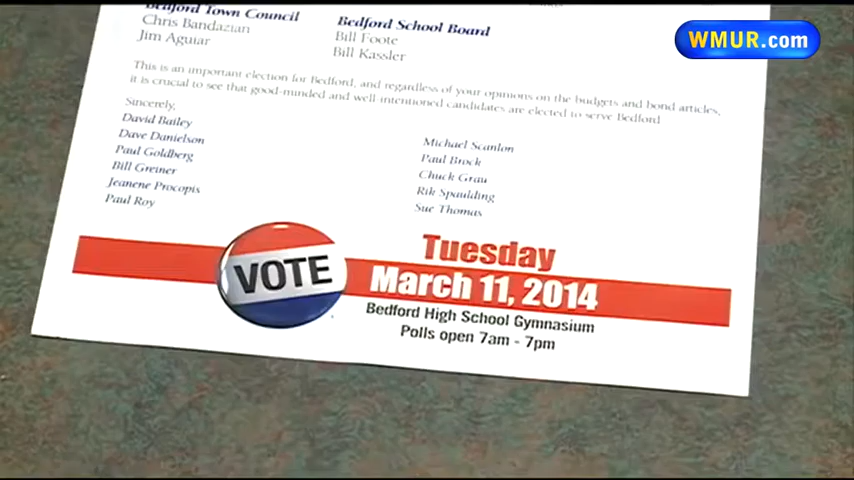 WMUR.com
Bedford Town Council
Chris Bandazian
Jim Aguiar
Bedford School Board
Bill Foote
Bill Kassler
This is an important election for Bedford, and regardless of your opinions on the budgets and bond articles,
it is crucial to see that good-minded and well intentioned candidates are elected to serve Bedford
Sincerely,
David Bailey
Dave Danielson
Paul Goldberg
Bill Greiner
Jeanene Procopis
Paul Roy
Michael Scanlon
Paul Brock
Chuck Grau
Rik Spaulding
Sue Thomas
VOTE
Tuesday
March 11, 2014
Bedford High School Gymnasium
Polls open 7am - 7pm